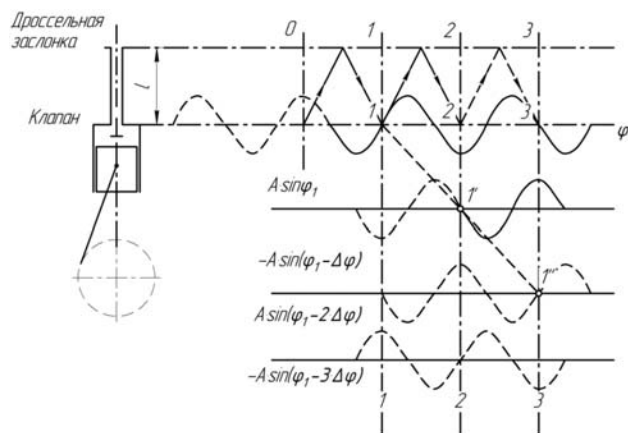 Дроссельная
заслонка
0 1 2 3
l
Клапан
1 2 3
φ
A sinφ₁
1'
-A sin(φ₁-Δφ)
1"
A sin(φ₁-2Δφ)
-A sin(φ₁-3Δφ)
1 2 3